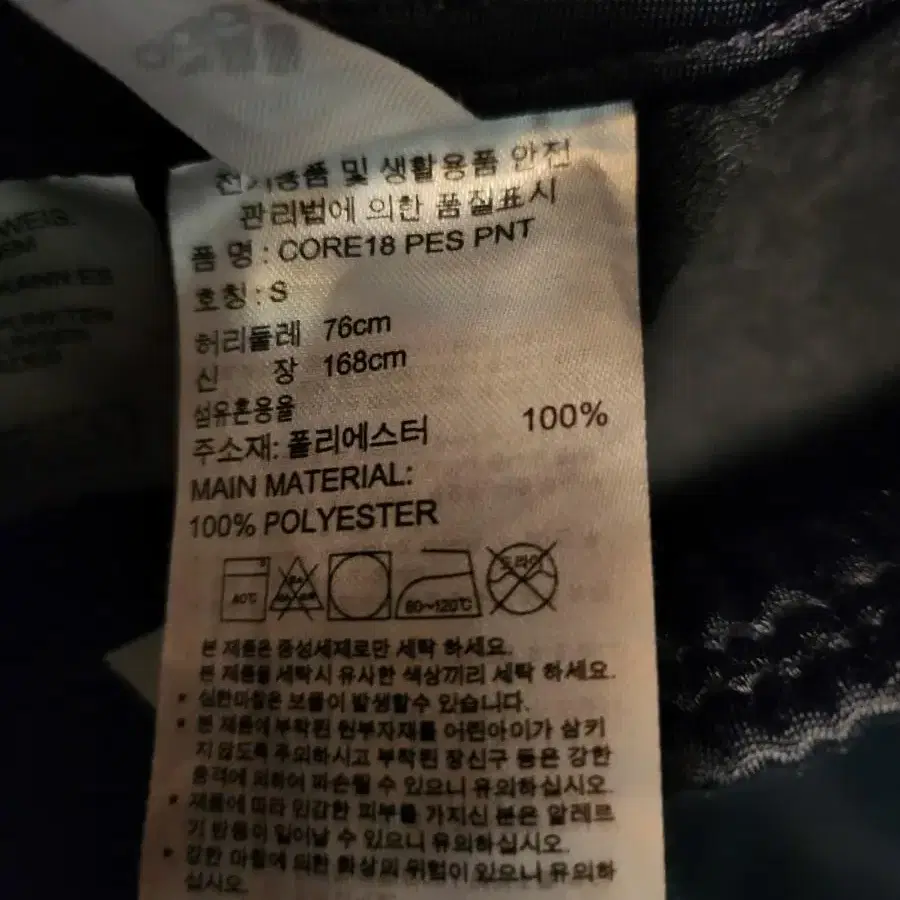 전기용품 및 생활용품 안전
관리법에 의한 품질표시
품 명 : CORE18 PES PNT
호칭 : S
허리둘레 76cm
신 장 168cm
섬유혼용율
주소재: 폴리에스터 100%
MAIN MATERIAL:
100% POLYESTER
40℃
80~120℃
드라이
본 제품은 중성세제로만 세탁 하세요.
본 제품을 세탁시 유사한 색상끼리 세탁 하세요.
* 심한마찰은 보풀이 발생할수 있습니다.
* 본 제품에 부착된 헌부자재를 어린아이가 삼키
지 않도록 주의하시고 부착된 장신구 등은 강한
충격에 의하여 파손될 수 있으니 유의하십시오.
* 제품에 따라 민감한 피부를 가지신 분은 알레르
기 반응이 일어날 수 있으니 유의하십시오.
* 강한 마찰에 의한 화상의 위험이 있으니 유의하
십시오.